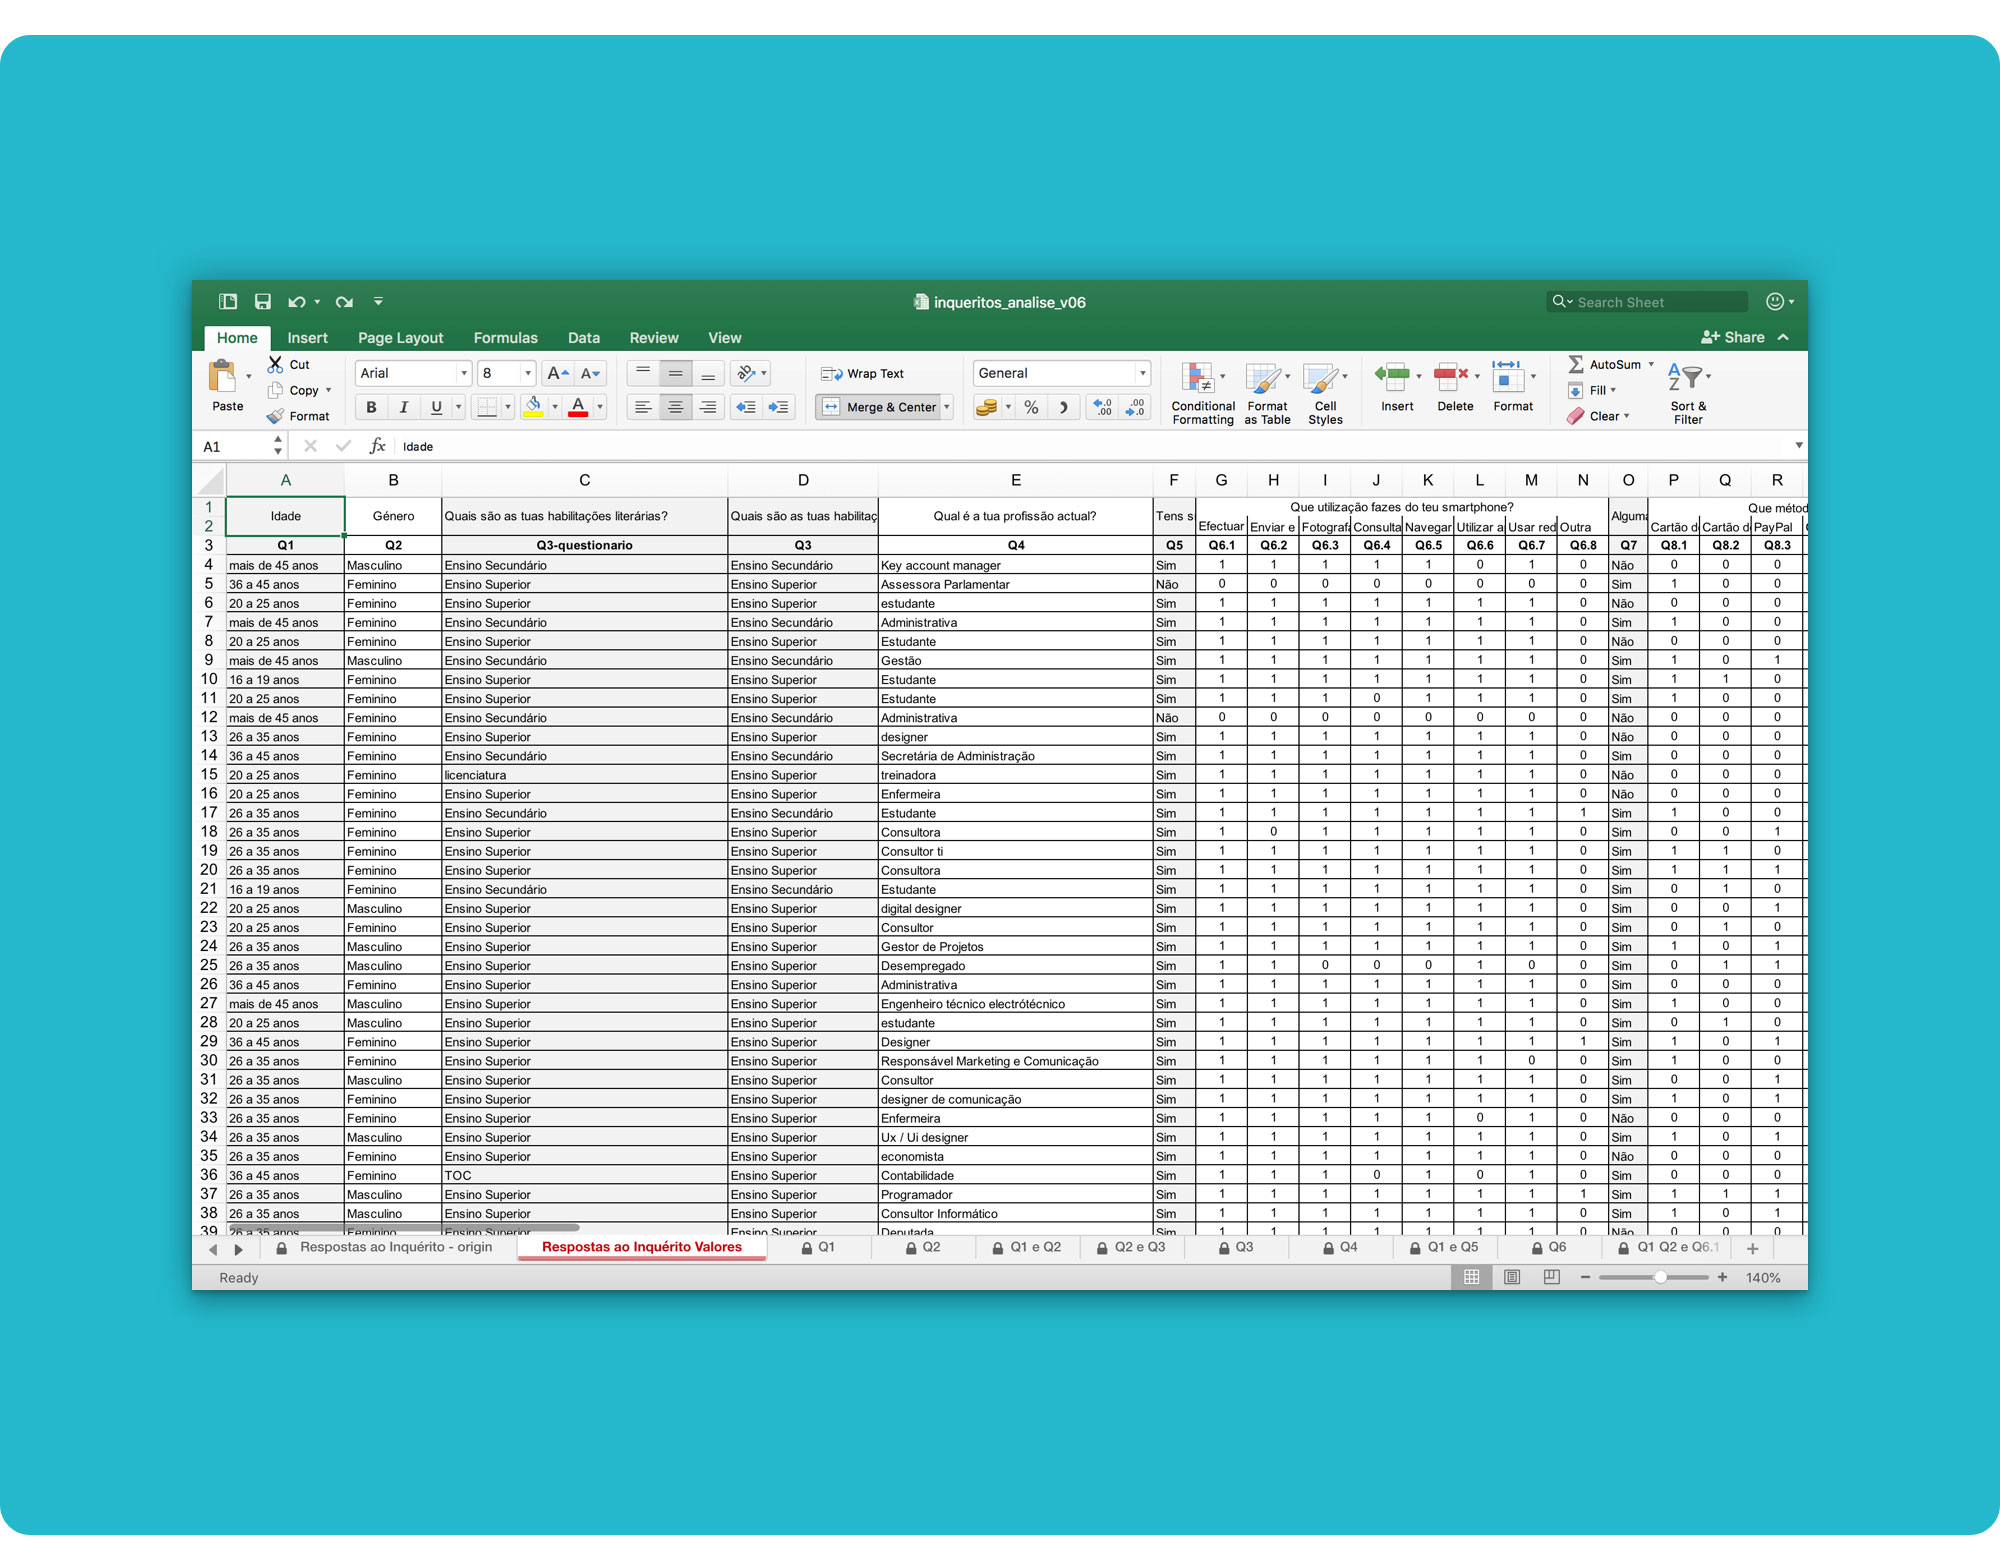 inqueritos_analise_v06
Search Sheet
Home Insert Page Layout Formulas Data Review View Share
Cut
Copy
Format
Paste
Arial 8
B I U
Wrap Text
Merge & Center
General
Conditional Formatting
Format as Table
Cell Styles
Insert Delete Format
AutoSum
Fill
Clear
Sort & Filter
A1 fx Idade
A B C D E F G H I J K L M N O P Q R
1 Idade Género Quais são as tuas habilitações literárias? Quais são as tuas habilitaç Qual é a tua profissão actual? Tens s Que utilização fazes do teu smartphone? Alguma Que métod
2 Efectuar Enviar e Fotografa Consulta Navegar Utilizar a Usar red Outra Cartão d Cartão de PayPal
3 Q1 Q2 Q3-questionario Q3 Q4 Q5 Q6.1 Q6.2 Q6.3 Q6.4 Q6.5 Q6.6 Q6.7 Q6.8 Q7 Q8.1 Q8.2 Q8.3
4 mais de 45 anos Masculino Ensino Secundário Ensino Secundário Key account manager Sim 1 1 1 1 1 0 1 0 Não 0 0 0
5 36 a 45 anos Feminino Ensino Superior Ensino Superior Assessora Parlamentar Não 0 0 0 0 0 0 0 0 Sim 1 0 0
6 20 a 25 anos Feminino Ensino Superior Ensino Superior estudante Sim 1 1 1 1 1 1 1 0 Não 0 0 0
7 mais de 45 anos Feminino Ensino Secundário Ensino Secundário Administrativa Sim 1 1 1 1 1 1 1 0 Sim 1 0 0
8 20 a 25 anos Feminino Ensino Superior Ensino Superior Estudante Sim 1 1 1 1 1 1 1 0 Não 0 0 0
9 mais de 45 anos Masculino Ensino Secundário Ensino Secundário Gestão Sim 1 1 1 1 1 1 1 0 Sim 1 0 1
10 16 a 19 anos Feminino Ensino Superior Ensino Superior Estudante Sim 1 1 1 1 1 1 1 0 Sim 1 1 0
11 20 a 25 anos Feminino Ensino Superior Ensino Superior Estudante Sim 1 1 1 0 1 1 1 0 Sim 1 0 0
12 mais de 45 anos Feminino Ensino Secundário Ensino Secundário Administrativa Não 0 0 0 0 0 0 0 0 Não 0 0 0
13 26 a 35 anos Feminino Ensino Superior Ensino Superior designer Sim 1 1 1 1 1 1 1 0 Não 0 0 0
14 36 a 45 anos Feminino Ensino Secundário Ensino Secundário Secretária de Administração Sim 1 1 1 1 1 1 1 0 Sim 0 0 0
15 20 a 25 anos Feminino licenciatura Ensino Superior treinadora Sim 1 1 1 1 1 1 1 0 Não 0 0 0
16 20 a 25 anos Feminino Ensino Superior Ensino Superior Enfermeira Sim 1 1 1 1 1 1 1 0 Não 0 0 0
17 26 a 35 anos Feminino Ensino Secundário Ensino Secundário Estudante Sim 1 1 1 1 1 1 1 1 Sim 1 0 0
18 26 a 35 anos Feminino Ensino Superior Ensino Superior Consultora Sim 1 0 1 1 1 1 1 0 Sim 0 0 1
19 26 a 35 anos Feminino Ensino Superior Ensino Superior Consultor ti Sim 1 1 1 1 1 1 1 0 Sim 1 1 0
20 26 a 35 anos Feminino Ensino Superior Ensino Superior Consultora Sim 1 1 1 1 1 1 1 0 Sim 1 1 1
21 16 a 19 anos Feminino Ensino Secundário Ensino Secundário Estudante Sim 1 1 1 1 1 1 1 0 Sim 0 1 0
22 20 a 25 anos Masculino Ensino Superior Ensino Superior digital designer Sim 1 1 1 1 1 1 1 0 Sim 0 0 1
23 20 a 25 anos Feminino Ensino Superior Ensino Superior Consultor Sim 1 1 1 1 1 1 1 0 Sim 0 1 0
24 26 a 35 anos Masculino Ensino Superior Ensino Superior Gestor de Projetos Sim 1 1 1 1 1 1 1 0 Sim 1 0 1
25 26 a 35 anos Masculino Ensino Superior Ensino Superior Desempregado Sim 1 1 0 0 0 1 0 0 Sim 0 1 1
26 36 a 45 anos Feminino Ensino Superior Ensino Superior Administrativa Sim 1 1 1 1 1 1 1 0 Sim 0 0 0
27 mais de 45 anos Masculino Ensino Superior Ensino Superior Engenheiro técnico electrótécnico Sim 1 1 1 1 1 1 1 0 Sim 1 0 0
28 20 a 25 anos Masculino Ensino Superior Ensino Superior estudante Sim 1 1 1 1 1 1 1 0 Sim 0 1 0
29 36 a 45 anos Feminino Ensino Superior Ensino Superior Designer Sim 1 1 1 1 1 1 1 1 Sim 1 0 1
30 26 a 35 anos Feminino Ensino Superior Ensino Superior Responsável Marketing e Comunicação Sim 1 1 1 1 1 1 0 0 Sim 1 0 0
31 26 a 35 anos Masculino Ensino Superior Ensino Superior Consultor Sim 1 1 1 1 1 1 1 0 Sim 0 0 1
32 26 a 35 anos Feminino Ensino Superior Ensino Superior designer de comunicação Sim 1 1 1 1 1 1 1 0 Sim 1 0 1
33 26 a 35 anos Feminino Ensino Superior Ensino Superior Enfermeira Sim 1 1 1 1 1 0 1 0 Não 0 0 0
34 26 a 35 anos Masculino Ensino Superior Ensino Superior Ux / Ui designer Sim 1 1 1 1 1 1 1 0 Sim 1 0 1
35 26 a 35 anos Feminino Ensino Superior Ensino Superior economista Sim 1 1 1 1 1 1 1 0 Não 0 0 0
36 36 a 45 anos Feminino TOC Ensino Superior Contabilidade Sim 1 1 1 0 1 0 1 0 Sim 0 0 0
37 26 a 35 anos Masculino Ensino Superior Ensino Superior Programador Sim 1 1 1 1 1 1 1 1 Sim 1 1 1
38 26 a 35 anos Masculino Ensino Superior Ensino Superior Consultor Informático Sim 1 1 1 1 1 1 1 0 Sim 1 0 1
39 26 a 35 anos Feminino Ensino Superior Ensino Superior Deputada Sim 1 1 1 1 1 1 1 0 Não 0 0 0
Respostas ao Inquérito - origin Respostas ao Inquérito Valores Q1 Q2 Q1 e Q2 Q2 e Q3 Q3 Q4 Q1 e Q5 Q6 Q1 Q2 e Q6.1
Ready 140%